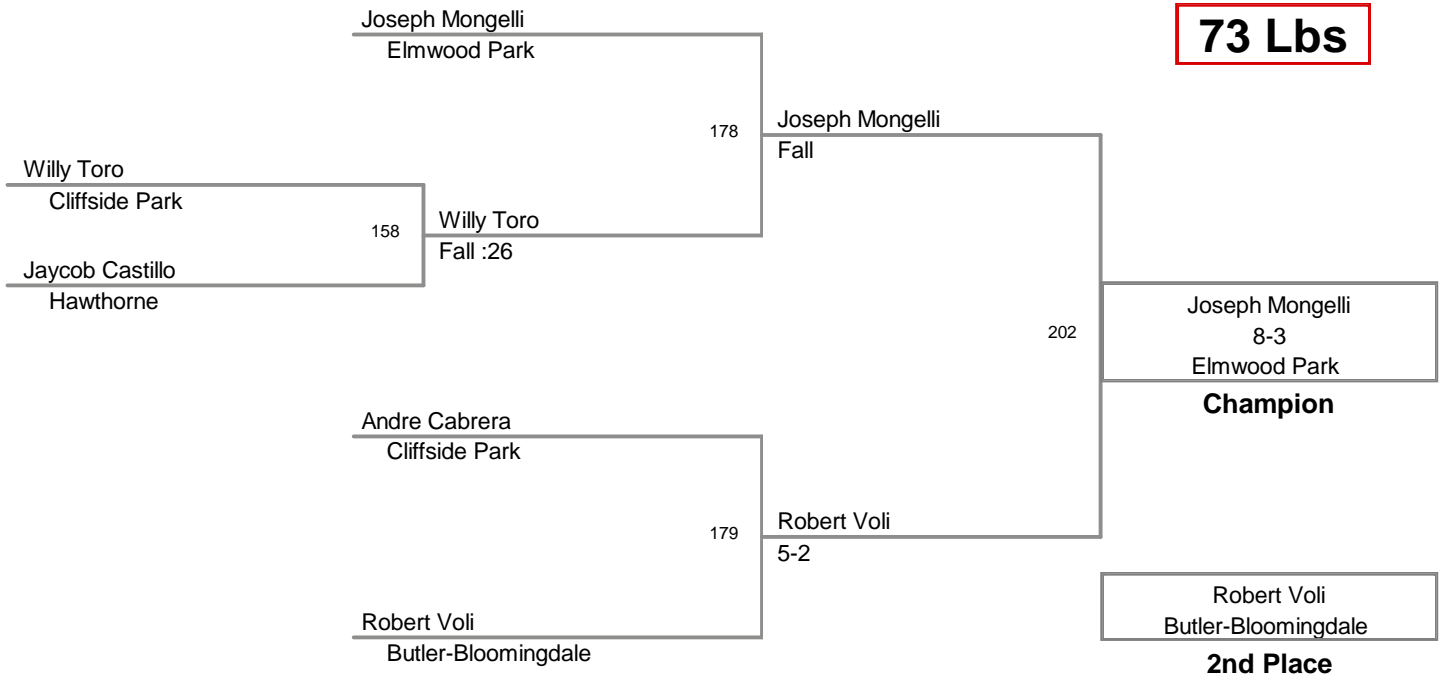 Joseph Mongelli
Elmwood Park
73 Lbs
178
Joseph Mongelli
Fall
Willy Toro
Cliffside Park
158
Willy Toro
Fall :26
Jaycob Castillo
Hawthorne
202
Joseph Mongelli
8-3
Elmwood Park
Champion
Andre Cabrera
Cliffside Park
179
Robert Voli
5-2
Robert Voli
Butler-Bloomingdale
Robert Voli
Butler-Bloomingdale
2nd Place